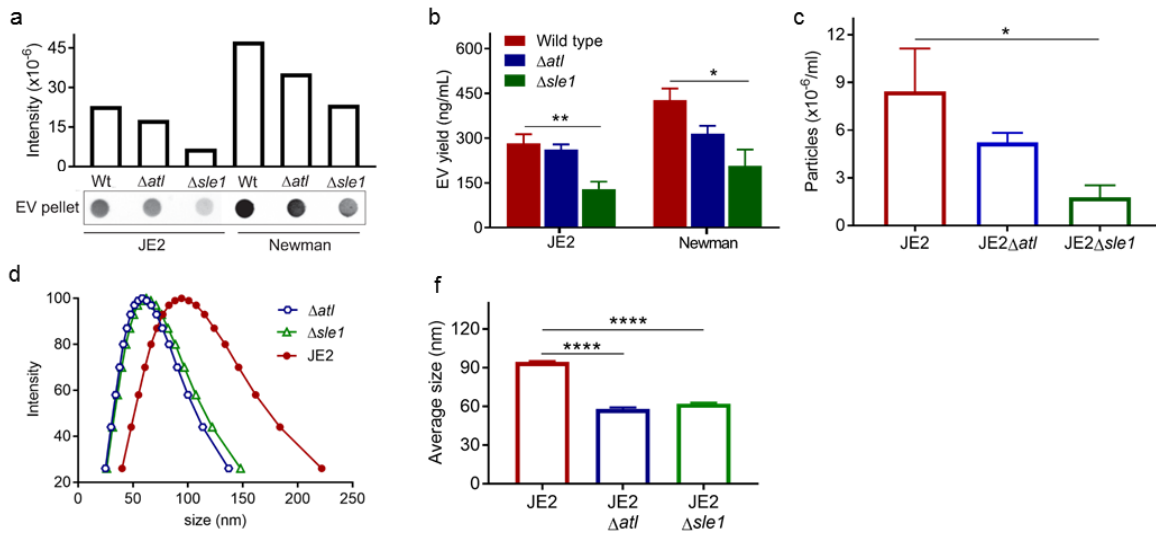 a
Intensity (x10-6)
45
30
15
0
Wt Δatl Δsle1 Wt Δatl Δsle1
EV pellet
JE2 Newman
b
EV yield (ng/mL)
600
450
300
150
0
Wild type
Δatl
Δsle1
**
*
JE2 Newman
c
Particles (x10-6/ml)
12
9
6
3
0
*
JE2 JE2Δatl JE2Δsle1
d
Intensity
100
80
60
40
20
Δatl
Δsle1
JE2
0 50 100 150 200 250
size (nm)
f
Average size (nm)
120
90
60
30
0
****
****
JE2 JE2 JE2
Δatl Δsle1